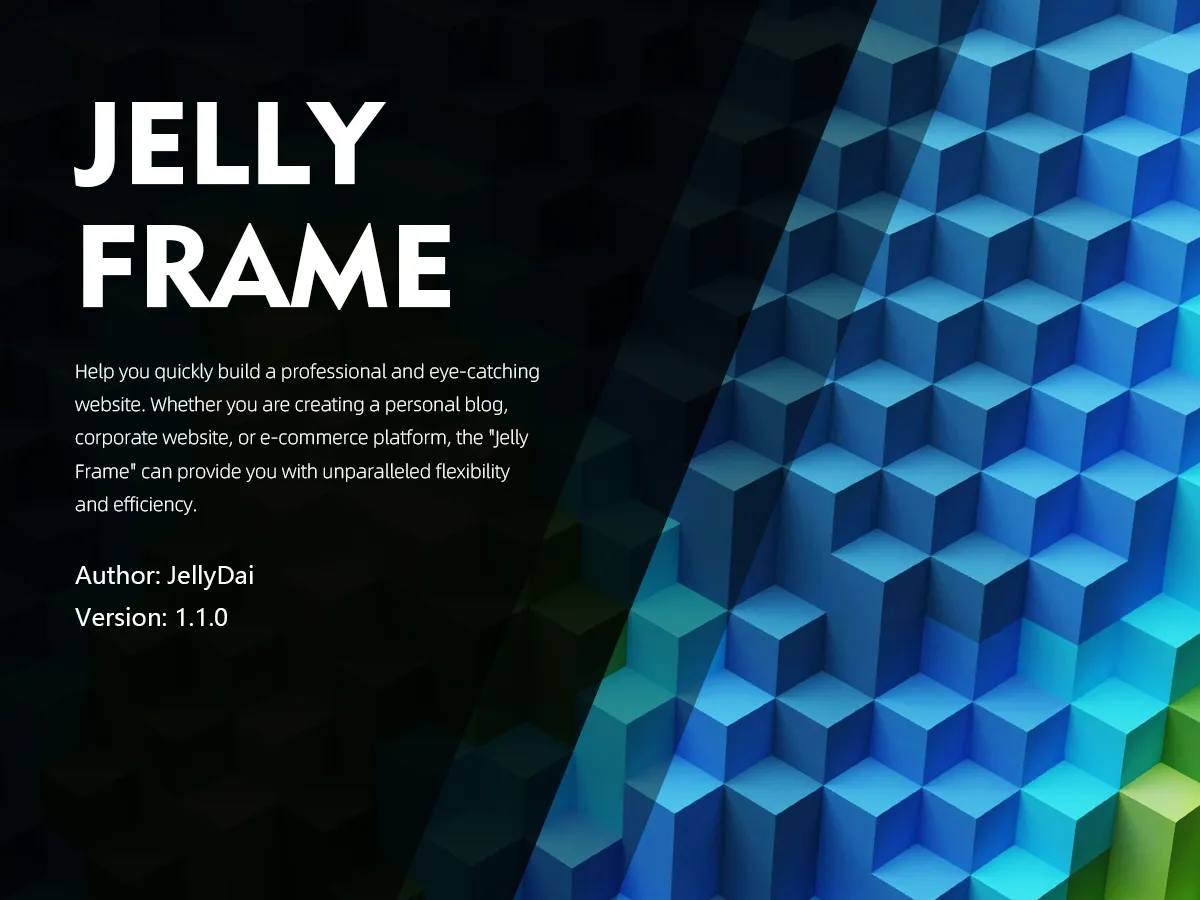 JELLY
FRAME
Help you quickly build a professional and eye-catching
website. Whether you are creating a personal blog,
corporate website, or e-commerce platform, the "Jelly
Frame" can provide you with unparalleled flexibility
and efficiency.
Author: JellyDai
Version: 1.1.0